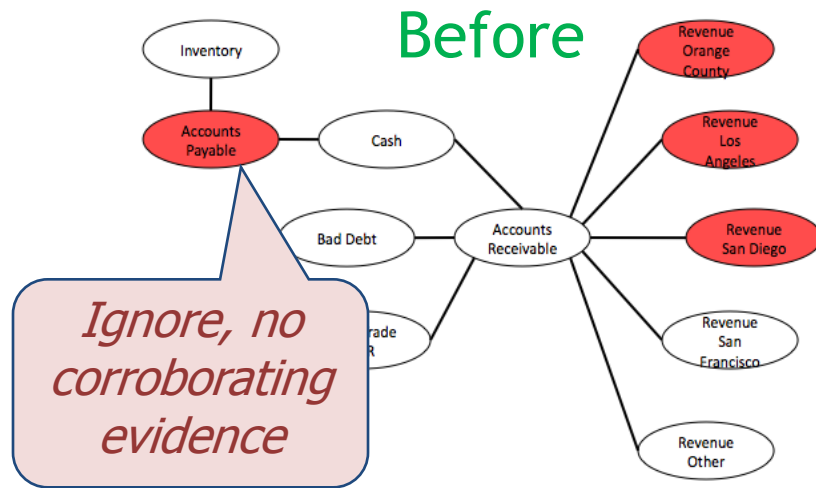 Before
Inventory
Accounts
Payable
Cash
Bad Debt
rade
R
Accounts
Receivable
Revenue
Orange
County
Revenue
Los
Angeles
Revenue
San Diego
Revenue
San
Francisco
Revenue
Other
Ignore, no
corroborating
evidence